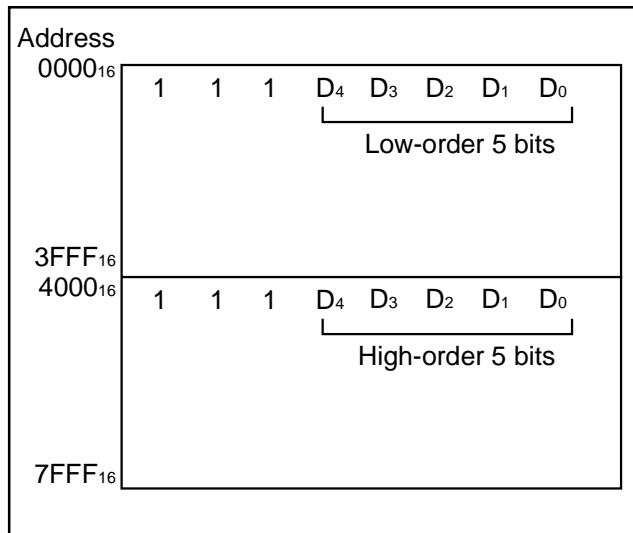 Address
0000₁₆
1 1 1 D₄ D₃ D₂ D₁ D₀
Low-order 5 bits
3FFF₁₆
4000₁₆
1 1 1 D₄ D₃ D₂ D₁ D₀
High-order 5 bits
7FFF₁₆